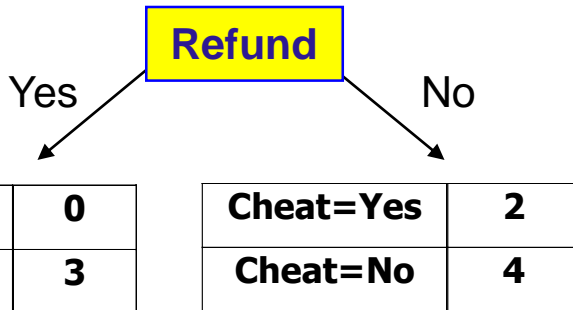 Refund
Yes No
0 Cheat=Yes 2
3 Cheat=No 4